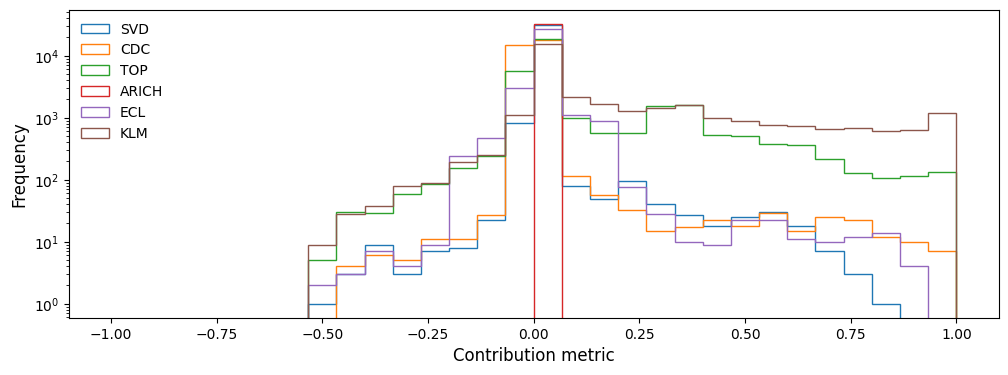 SVD
CDC
TOP
ARICH
ECL
KLM
Frequency
10⁴
10³
10²
10¹
10⁰
−1.00 −0.75 −0.50 −0.25 0.00 0.25 0.50 0.75 1.00
Contribution metric